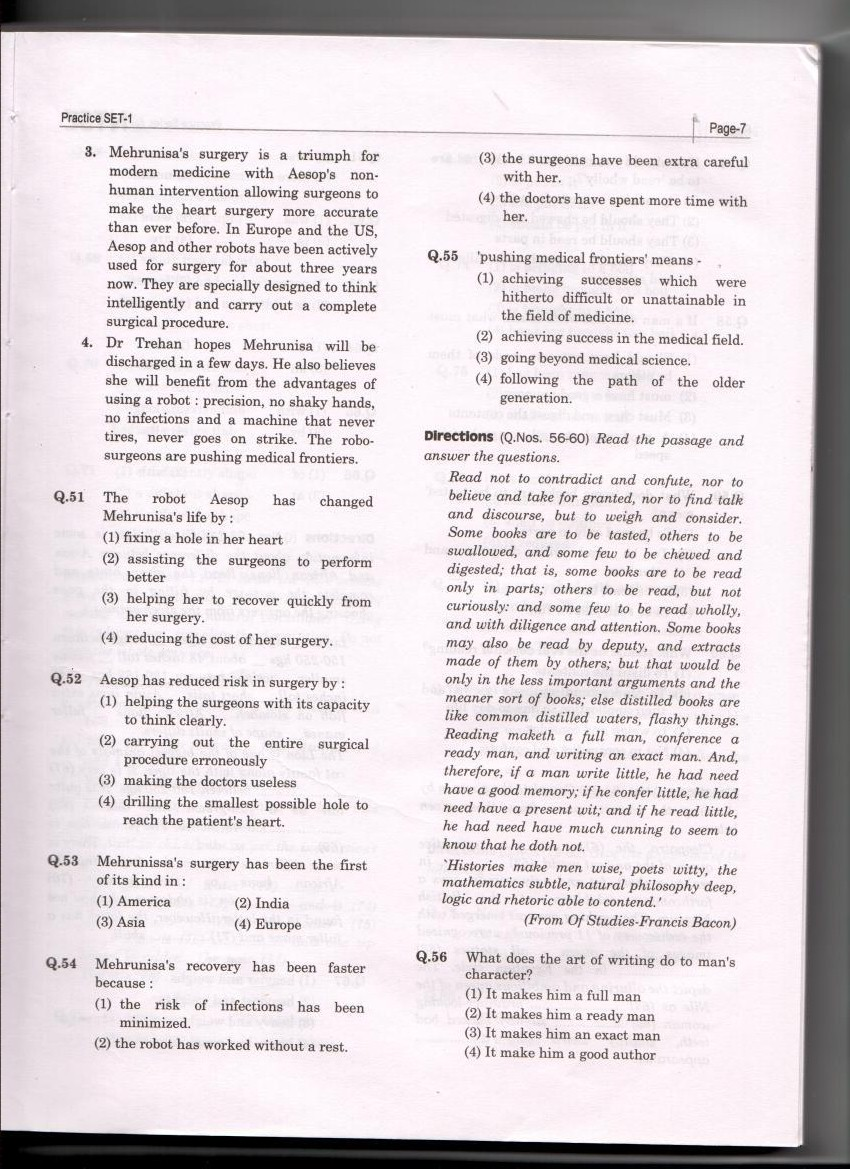 Practice SET-1
Page-7
3. Mehrunisa's surgery is a triumph for
modern medicine with Aesop's non-
human intervention allowing surgeons to
make the heart surgery more accurate
than ever before. In Europe and the US,
Aesop and other robots have been actively
used for surgery for about three years
now. They are specially designed to think
intelligently and carry out a complete
surgical procedure.
4. Dr Trehan hopes Mehrunisa will be
discharged in a few days. He also believes
she will benefit from the advantages of
using a robot : precision, no shaky hands,
no infections and a machine that never
tires, never goes on strike. The robo-
surgeons are pushing medical frontiers.
Q.51 The robot Aesop has changed
Mehrunisa's life by :
(1) fixing a hole in her heart
(2) assisting the surgeons to perform
better
(3) helping her to recover quickly from
her surgery.
(4) reducing the cost of her surgery.
Q.52 Aesop has reduced risk in surgery by :
(1) helping the surgeons with its capacity
to think clearly.
(2) carrying out the entire surgical
procedure erroneously
(3) making the doctors useless
(4) drilling the smallest possible hole to
reach the patient's heart.
Q.53 Mehrunissa's surgery has been the first
of its kind in :
(1) America (2) India
(3) Asia (4) Europe
Q.54 Mehrunisa's recovery has been faster
because :
(1) the risk of infections has been
minimized.
(2) the robot has worked without a rest.
(3) the surgeons have been extra careful
with her.
(4) the doctors have spent more time with
her.
Q.55 'pushing medical frontiers' means -
(1) achieving successes which were
hitherto difficult or unattainable in
the field of medicine.
(2) achieving success in the medical field.
(3) going beyond medical science.
(4) following the path of the older
generation.
Directions (Q.Nos. 56-60) Read the passage and
answer the questions.
Read not to contradict and confute, nor to
believe and take for granted, nor to find talk
and discourse, but to weigh and consider.
Some books are to be tasted, others to be
swallowed, and some few to be chewed and
digested; that is, some books are to be read
only in parts; others to be read, but not
curiously: and some few to be read wholly,
and with diligence and attention. Some books
may also be read by deputy, and extracts
made of them by others; but that would be
only in the less important arguments and the
meaner sort of books; else distilled books are
like common distilled waters, flashy things.
Reading maketh a full man, conference a
ready man, and writing an exact man. And,
therefore, if a man write little, he had need
have a good memory; if he confer little, he had
need have a present wit; and if he read little,
he had need have much cunning to seem to
know that he doth not.
'Histories make men wise, poets witty, the
mathematics subtle, natural philosophy deep,
logic and rhetoric able to contend.'
(From Of Studies-Francis Bacon)
Q.56 What does the art of writing do to man's
character?
(1) It makes him a full man
(2) It makes him a ready man
(3) It makes him an exact man
(4) It make him a good author